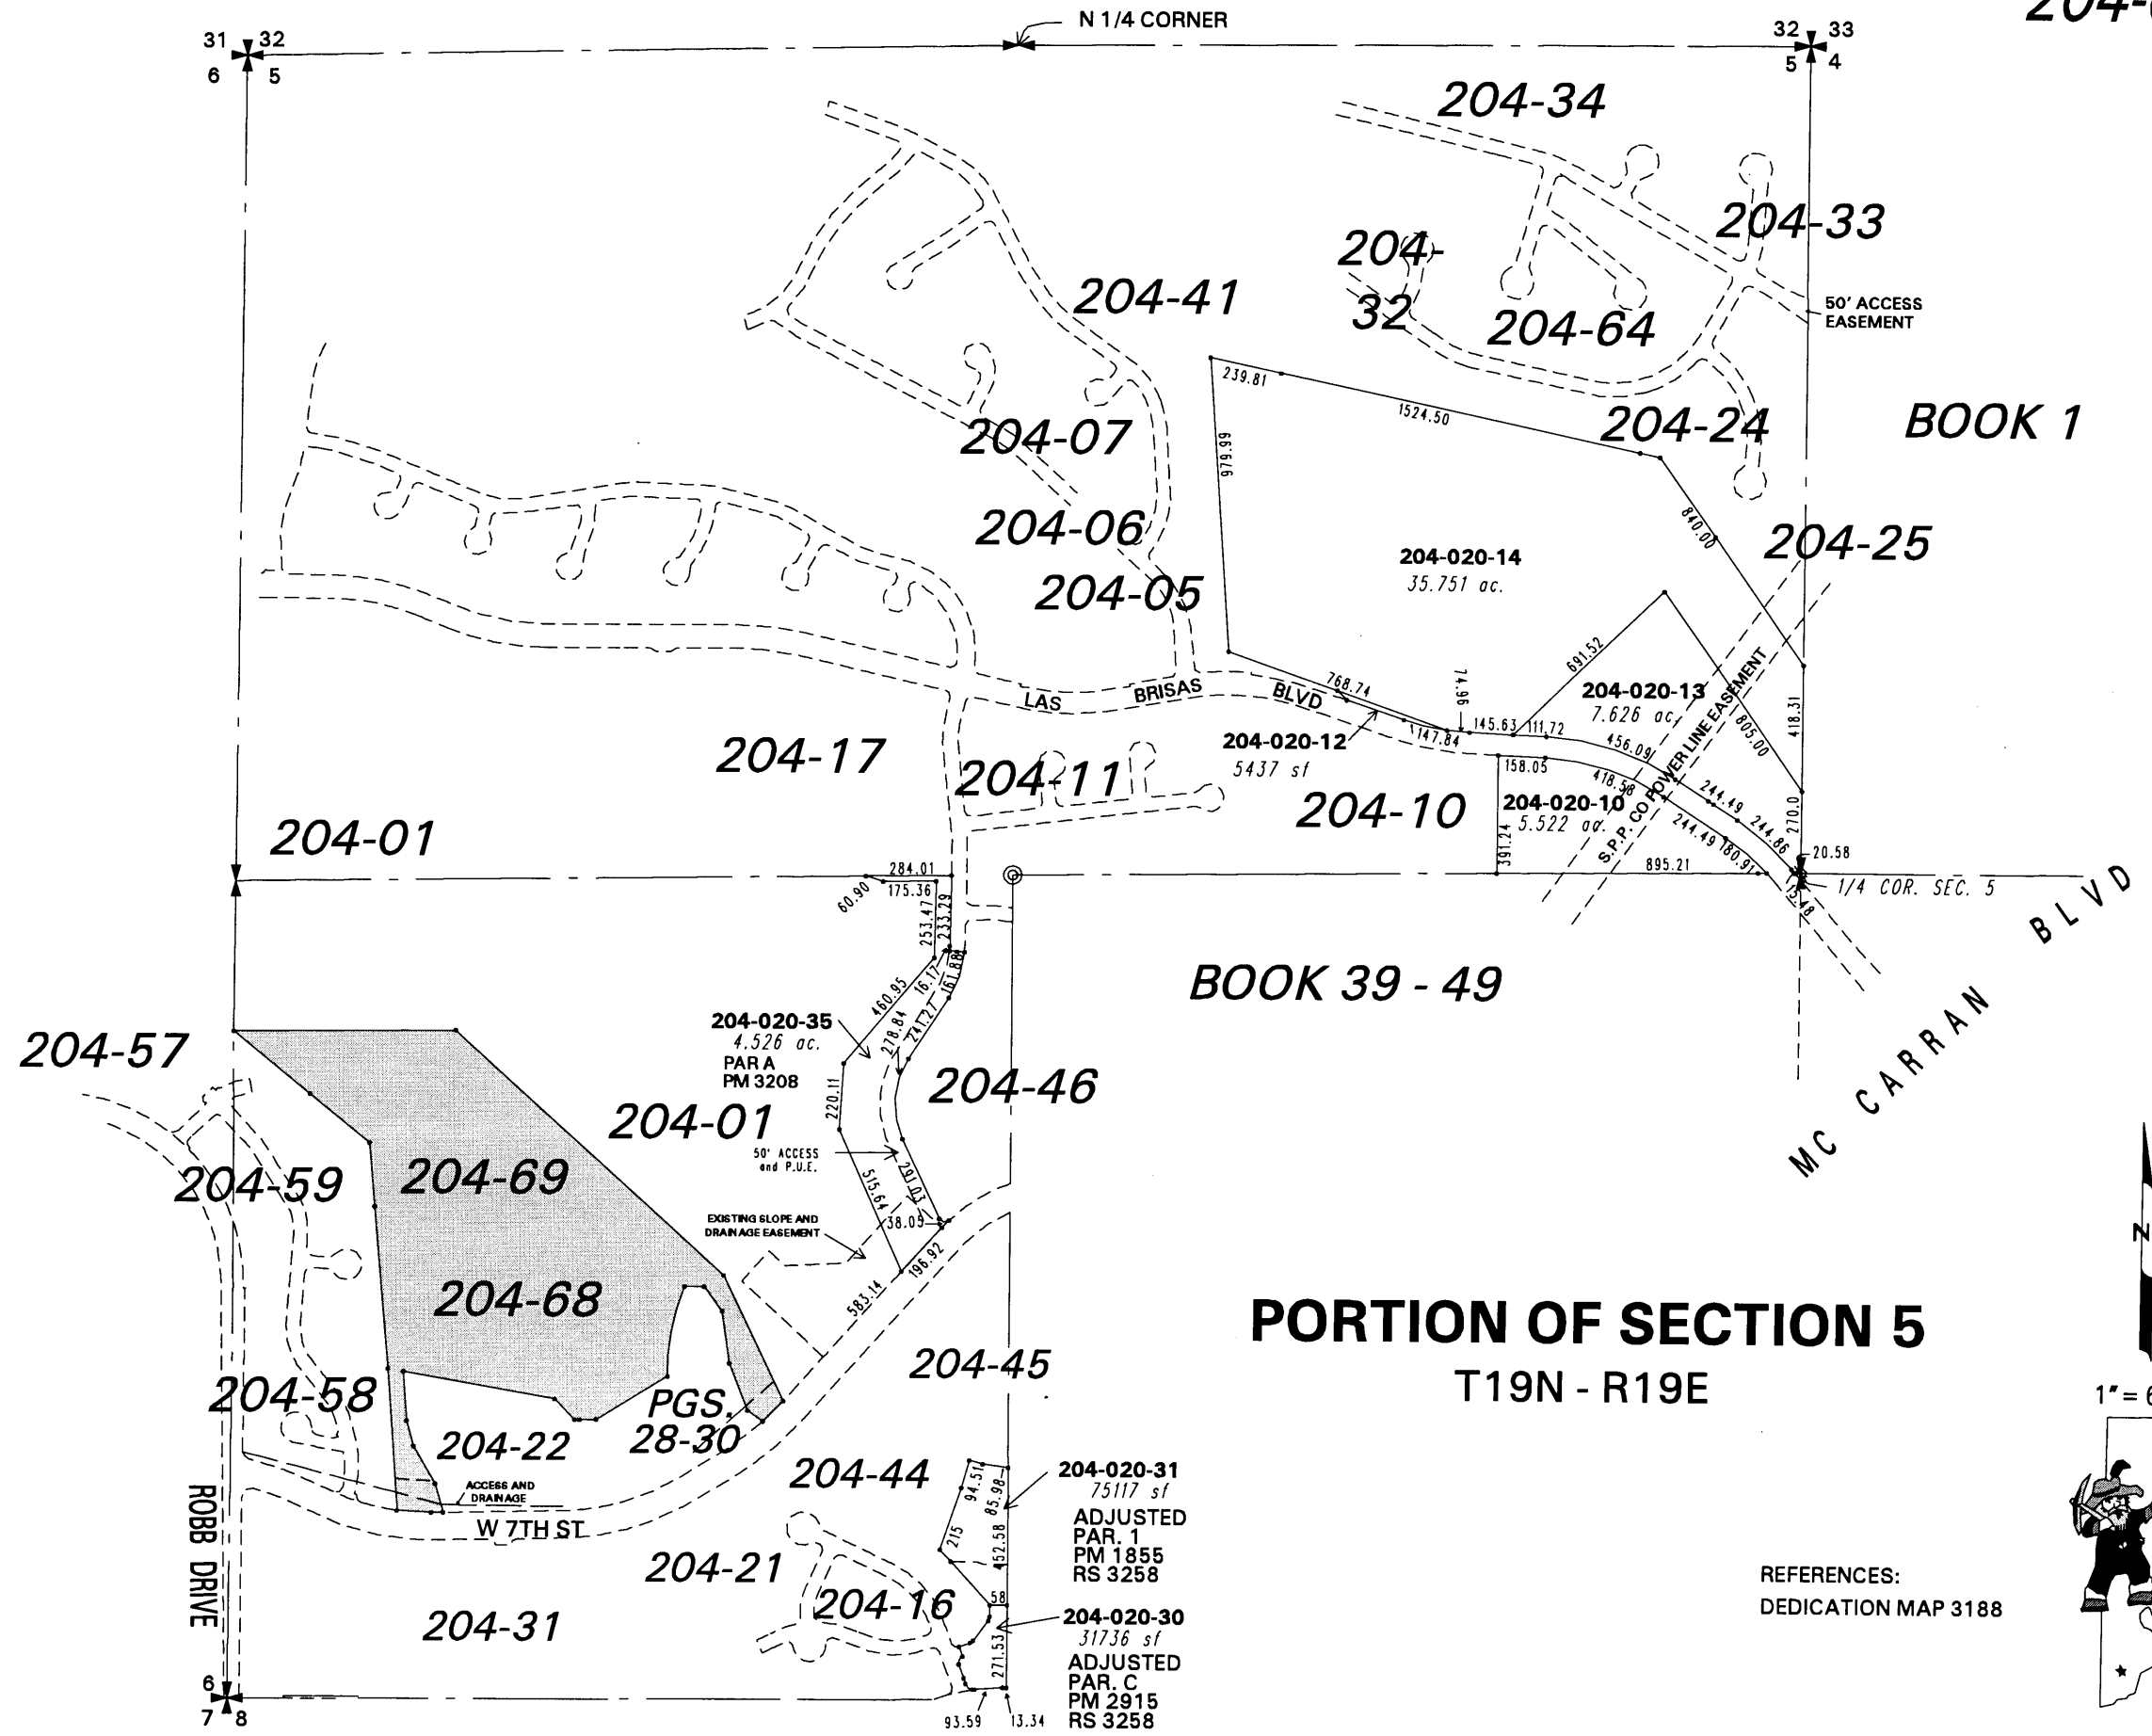 204-
N 1/4 CORNER
31 32
6 5
32 33
5 4
204-34
204-33
204-
32
204-41
204-64
50' ACCESS
EASEMENT
239.81
1524.50
204-24
BOOK 1
204-07
979.99
840.00
204-06
204-25
204-020-14
35.751 ac.
204-05
691.52
768.74
74.96
LAS BRISAS BLVD
204-020-13
7.626 ac.
805.00
418.31
145.63
111.72
147.84
456.09
S.P.P. CO POWER LINE EASEMENT
204-020-12
5437 sf
204-17
204-11
158.05
418.58
204-10
204-020-10
5.522 ac.
244.49
244.86
270.0
244.49
180.91
391.24
204-01
284.01
175.36
60.90
895.21
20.58
1/4 COR. SEC. 5
13.48
253.47
233.29
MC CARRAN BLVD
BOOK 39 - 49
16.17
161.88
460.95
241.27
278.84
204-020-35
4.526 ac.
PAR A
PM 3208
204-57
220.11
204-46
204-01
50' ACCESS
and P.U.E.
204-59
204-69
291.03
515.64
EXISTING SLOPE AND
DRAINAGE EASEMENT
38.05
196.92
583.14
204-68
PORTION OF SECTION 5
T19N - R19E
N
204-45
204-58
PGS.
28-30
204-22
1" = 6
ACCESS AND
DRAINAGE
W 7TH ST
204-44
94.51
85.98
204-020-31
75117 sf
ADJUSTED
PAR. 1
PM 1855
RS 3258
215
452.58
ROBB DRIVE
204-21
204-16
58
204-020-30
31736 sf
ADJUSTED
PAR. C
PM 2915
RS 3258
204-31
271.53
REFERENCES:
DEDICATION MAP 3188
6
7 8
93.59
13.34